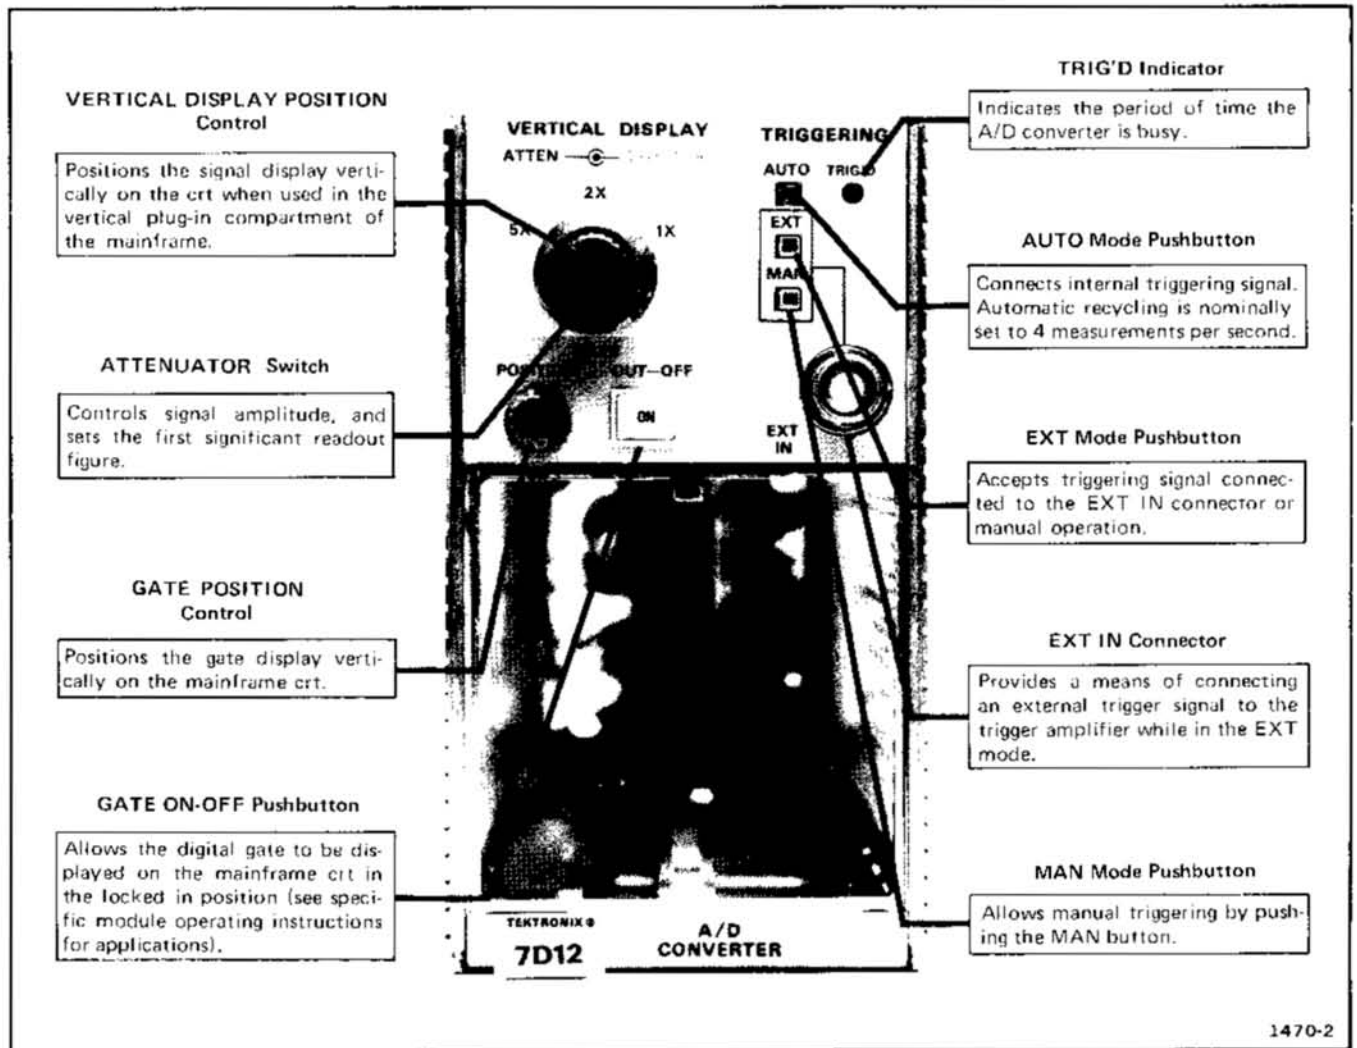 VERTICAL DISPLAY POSITION
Control
Positions the signal display verti-
cally on the crt when used in the
vertical plug-in compartment of
the mainframe.
ATTENUATOR Switch
Controls signal amplitude, and
sets the first significant readout
figure.
GATE POSITION
Control
Positions the gate display verti-
cally on the mainframe crt.
GATE ON-OFF Pushbutton
Allows the digital gate to be dis-
played on the mainframe crt in
the locked in position (see speci-
fic module operating instructions
for applications).
VERTICAL DISPLAY
ATTEN
2X
5X
1X
OUT-OFF
ON
TRIGGERING
AUTO TRIG'D
EXT
MAN
EXT
IN
TEKTRONIX®
7D12
A/D
CONVERTER
TRIG'D Indicator
Indicates the period of time the
A/D converter is busy.
AUTO Mode Pushbutton
Connects internal triggering signal.
Automatic recycling is nominally
set to 4 measurements per second.
EXT Mode Pushbutton
Accepts triggering signal connec-
ted to the EXT IN connector or
manual operation.
EXT IN Connector
Provides a means of connecting
an external trigger signal to the
trigger amplifier while in the EXT
mode.
MAN Mode Pushbutton
Allows manual triggering by push-
ing the MAN button.
1470-2